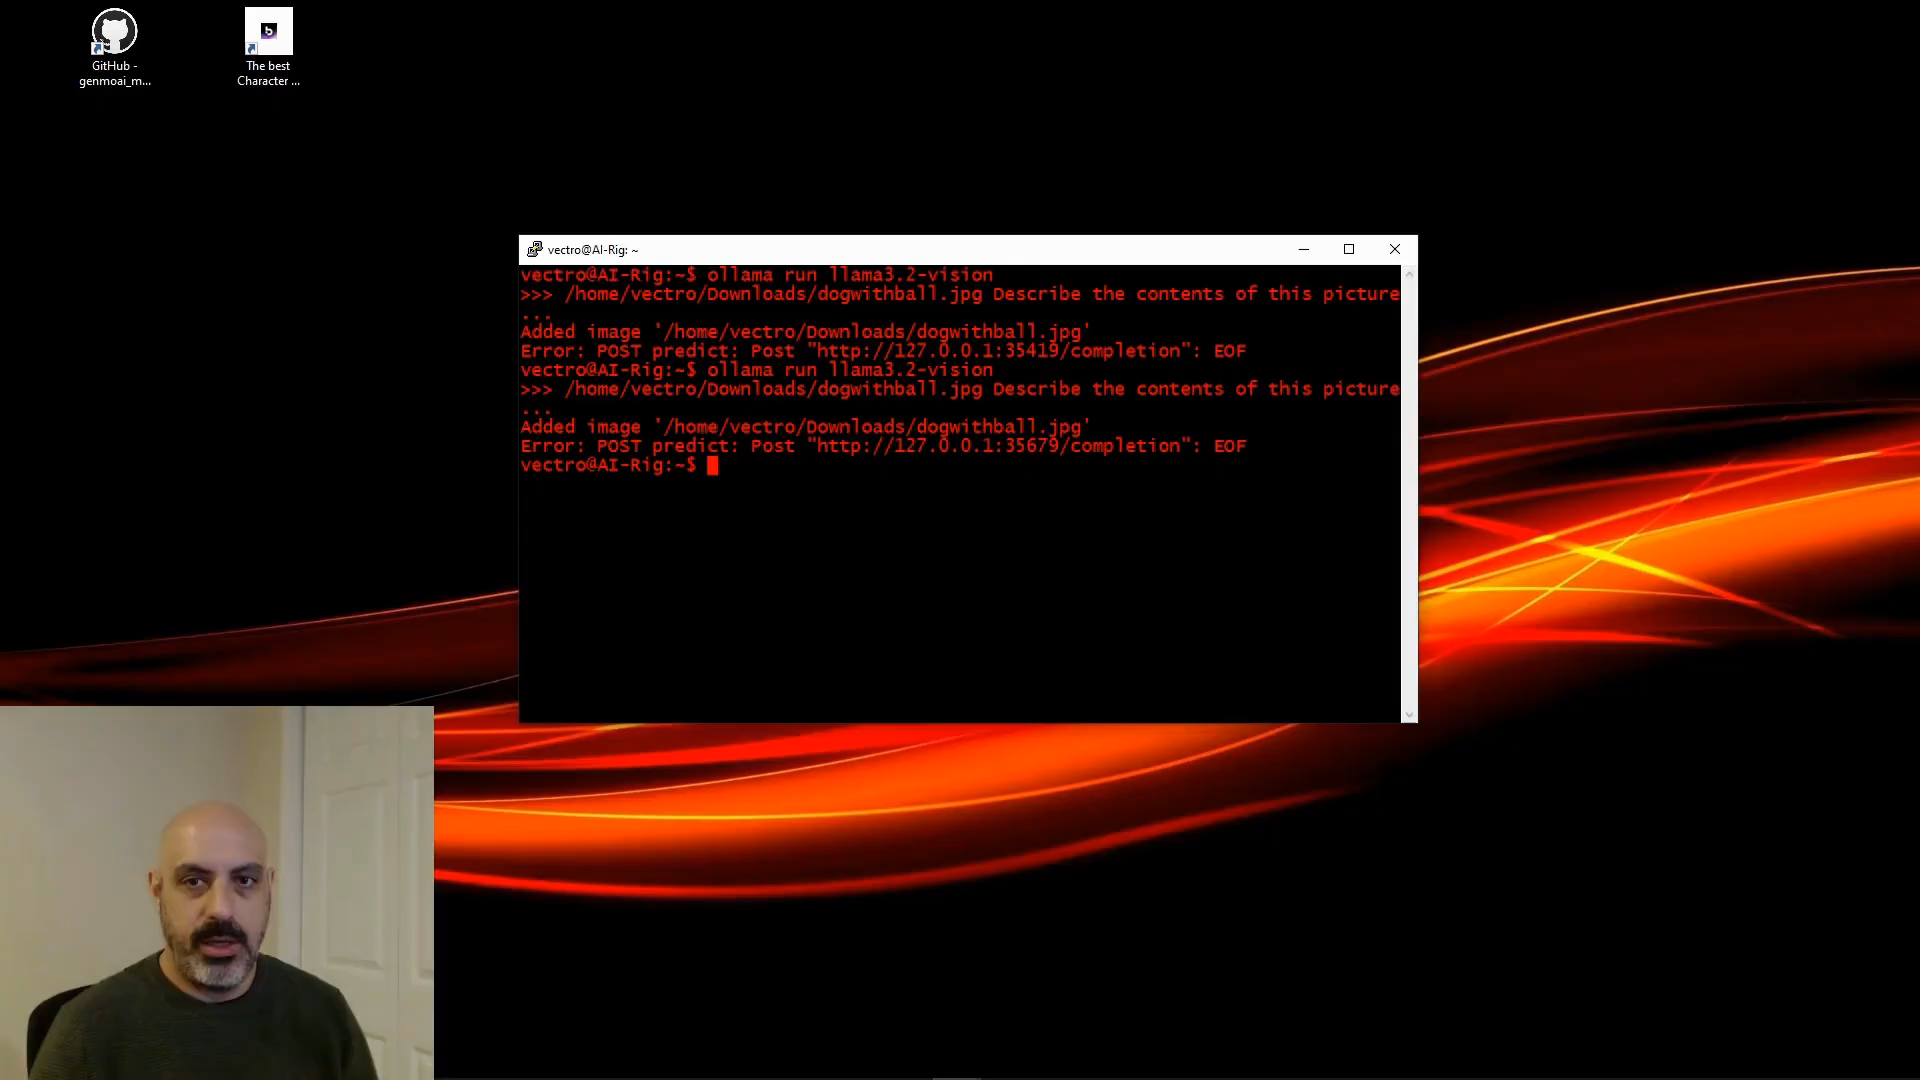 GitHub -
genmoai_m...
The best
Character ...
vectro@AI-Rig: ~
vectro@AI-Rig:~$ ollama run llama3.2-vision
>>> /home/vectro/Downloads/dogwithball.jpg Describe the contents of this picture
...
Added image '/home/vectro/Downloads/dogwithball.jpg'
Error: POST predict: Post "http://127.0.0.1:35419/completion": EOF
vectro@AI-Rig:~$ ollama run llama3.2-vision
>>> /home/vectro/Downloads/dogwithball.jpg Describe the contents of this picture
...
Added image '/home/vectro/Downloads/dogwithball.jpg'
Error: POST predict: Post "http://127.0.0.1:35679/completion": EOF
vectro@AI-Rig:~$